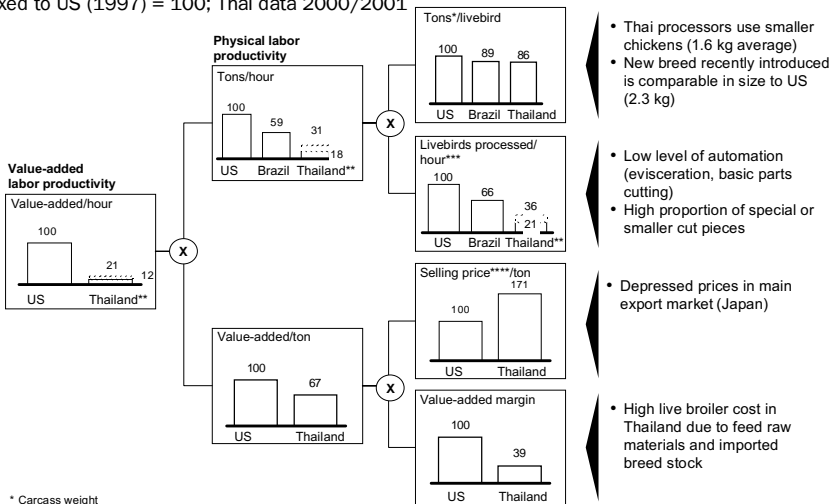 xed to US (1997) = 100; Thai data 2000/2001
Value-added
labor productivity
Value-added/hour
100
21
12
US Thailand**
X
Physical labor
productivity
Tons/hour
100
59
31
18
US Brazil Thailand**
X
Tons*/livebird
100
89
86
US Brazil Thailand
Livebirds processed/
hour***
100
66
36
21
US Brazil Thailand**
Value-added/ton
100
67
US Thailand
X
Selling price****/ton
100
171
US Thailand
Value-added margin
100
39
US Thailand
• Thai processors use smaller
chickens (1.6 kg average)
• New breed recently introduced
is comparable in size to US
(2.3 kg)
• Low level of automation
(evisceration, basic parts
cutting)
• High proportion of special or
smaller cut pieces
• Depressed prices in main
export market (Japan)
• High live broiler cost in
Thailand due to feed raw
materials and imported
breed stock
* Carcass weight